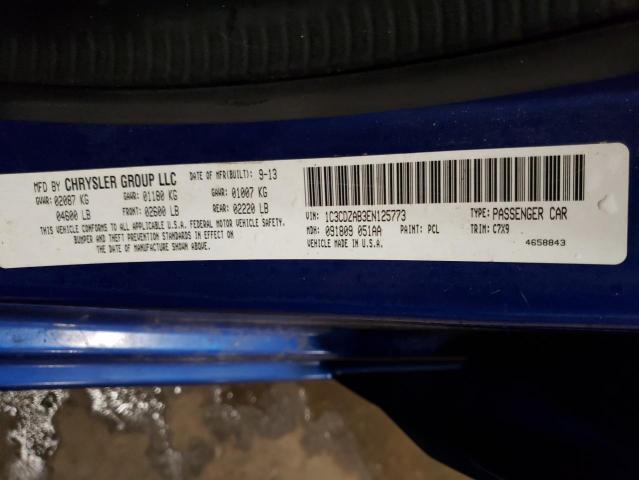 MFD BY CHRYSLER GROUP LLC DATE OF MFR(BUILT): 9-13
GVWR: 02087 KG GAWR: 01180 KG GAWR: 01007 KG
04600 LB FRONT: 02600 LB REAR: 02220 LB
THIS VEHICLE CONFORMS TO ALL APPLICABLE U.S.A. FEDERAL MOTOR VEHICLE SAFETY,
BUMPER AND THEFT PREVENTION STANDARDS IN EFFECT ON
THE DATE OF MANUFACTURE SHOWN ABOVE.
VIN: 1C3CDZAB3EN125773 TYPE: PASSENGER CAR
MDH: 091809 051AA PAINT: PCL TRIM: C7X9
VEHICLE MADE IN U.S.A. 4658843